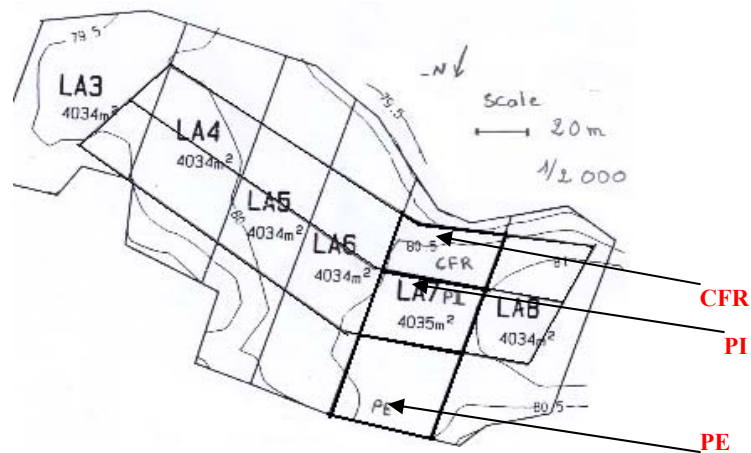 79.5
LA3
4034m²
N
79.5
scale
20m
1/2 000
LA4
4034m²
80
LA5
4034m²
LA6
4034m²
80.5
CFR
81
LA7
PI
4035m²
LA8
4034m²
PE
80.5
CFR
PI
PE